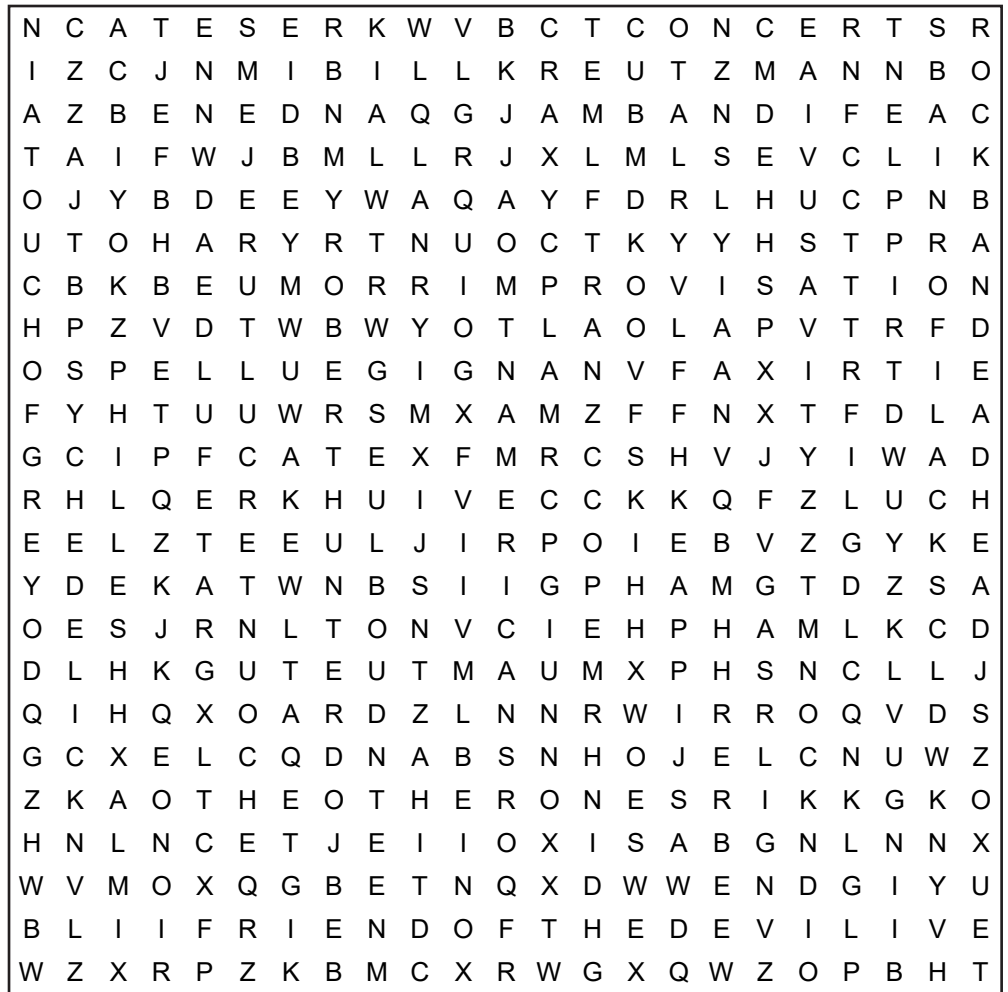 N C A T E S E R K W V B C T C O N C E R T S R
I Z C J N M I B I L L K R E U T Z M A N N B O
A Z B E N E D N A Q G J A M B A N D I F E A C
T A I F W J B M L L R J X L M L S E V C L I K
O J Y B D E E Y W A Q A Y F D R L H U C P N B
U T O H A R Y R T N U O C T K Y Y H S T P R A
C B K B E U M O R R I M P R O V I S A T I O N
H P Z V D T W B W Y O T L A O L A P V T R F D
O S P E L L U E G I G N A N V F A X I R T I E
F Y H T U U W R S M X A M Z F F N X T F D L A
G C I P F C A T E X F M R C S H V J Y I W A D
R H L Q E R K H U I V E C C K K Q F Z L U C H
E E L Z T E E U L J I R P O I E B V Z G Y K E
Y D E K A T W N B S I I G P H A M G T D Z S A
O E S J R N L T O N V C I E H P H A M L K C D
D L H K G U T E U T M A U M X P H S N C L L J
Q I H Q X O A R D Z L N N R W I R R O Q V D S
G C X E L C Q D N A B S N H O J E L C N U W Z
Z K A O T H E O T H E R O N E S R I K K G K O
H N L N C E T J E I I O X I S A B G N L N N X
W V M O X Q G B E T N Q X D W W E N D G I Y U
B L I I F R I E N D O F T H E D E V I L I V E
W Z X R P Z K B M C X R W G X Q W Z O P B H T